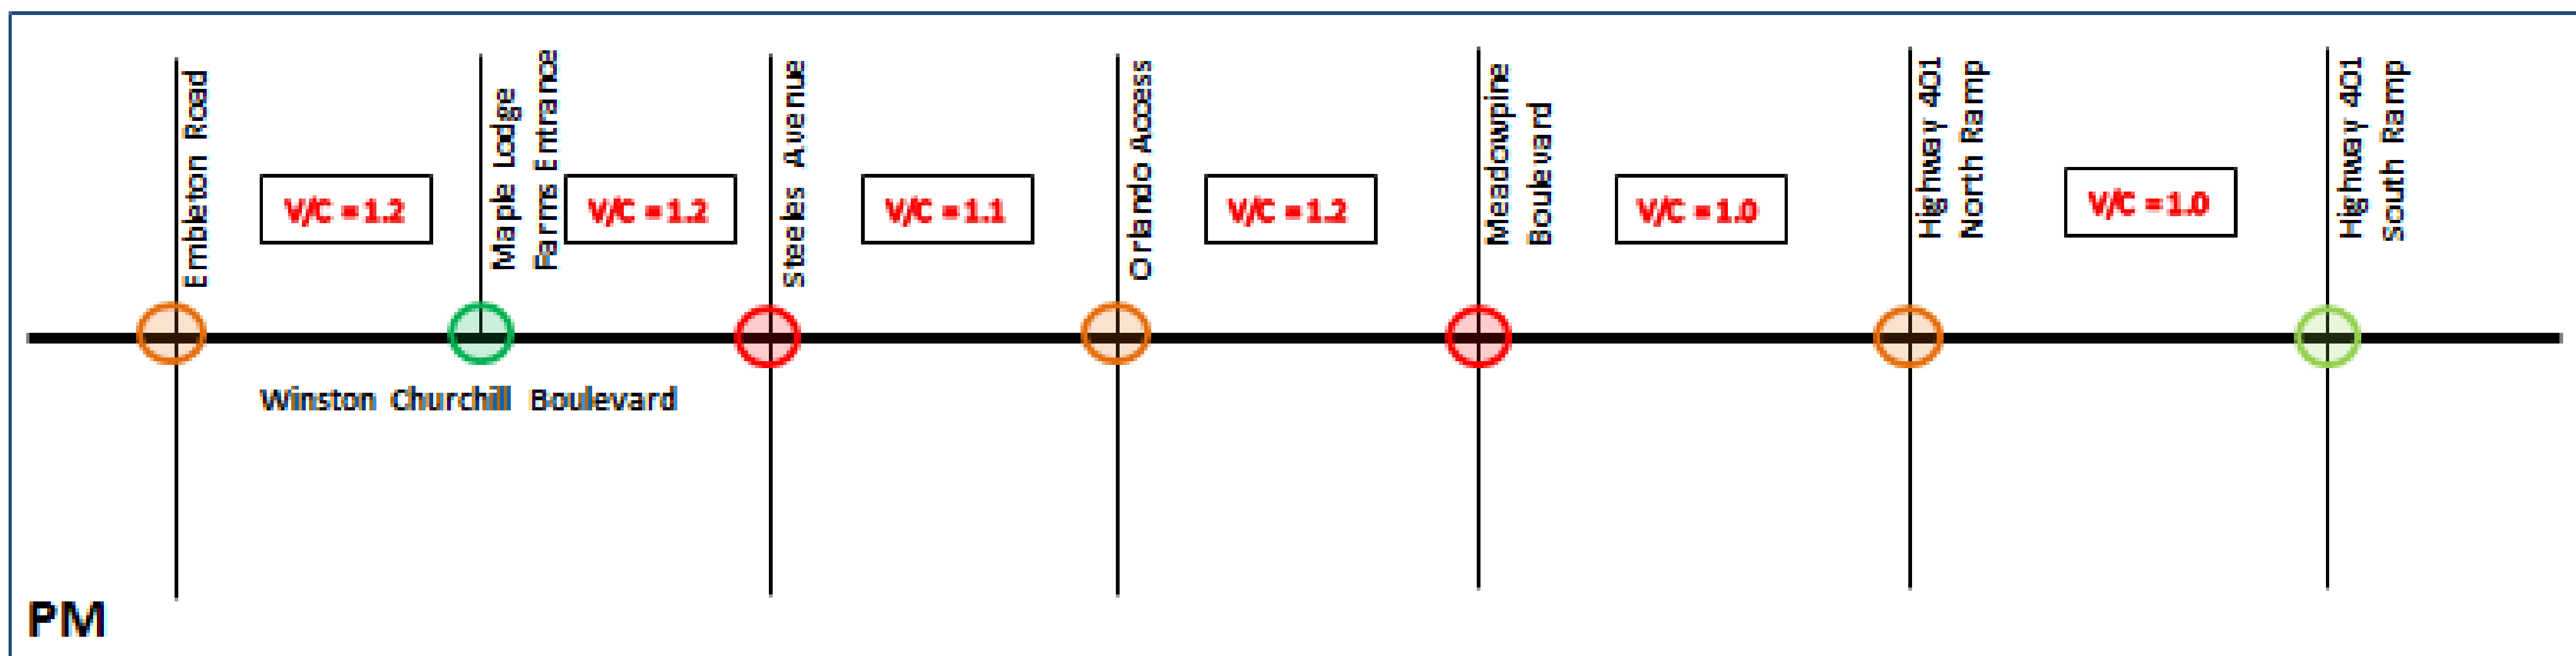 Embleton Road
Maple Lodge
Farms Entrance
Steeles Avenue
Orlando Access
Meadowpine
Boulevard
Highway 401
North Ramp
Highway 401
South Ramp
V/C = 1.2
V/C = 1.2
V/C = 1.1
V/C = 1.2
V/C = 1.0
V/C = 1.0
Winston Churchill Boulevard
PM